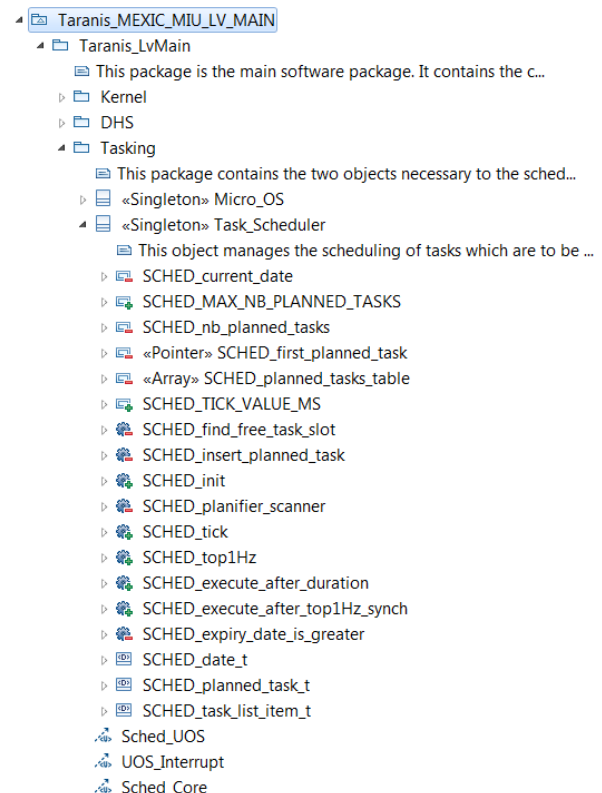 Taranis_MEXIC_MIU_LV_MAIN
Taranis_LvMain
This package is the main software package. It contains the c...
Kernel
DHS
Tasking
This package contains the two objects necessary to the sched...
«Singleton» Micro_OS
«Singleton» Task_Scheduler
This object manages the scheduling of tasks which are to be ...
SCHED_current_date
SCHED_MAX_NB_PLANNED_TASKS
SCHED_nb_planned_tasks
«Pointer» SCHED_first_planned_task
«Array» SCHED_planned_tasks_table
SCHED_TICK_VALUE_MS
SCHED_find_free_task_slot
SCHED_insert_planned_task
SCHED_init
SCHED_planifier_scanner
SCHED_tick
SCHED_top1Hz
SCHED_execute_after_duration
SCHED_execute_after_top1Hz_synch
SCHED_expiry_date_is_greater
SCHED_date_t
SCHED_planned_task_t
SCHED_task_list_item_t
Sched_UOS
UOS_Interrupt
Sched_Core